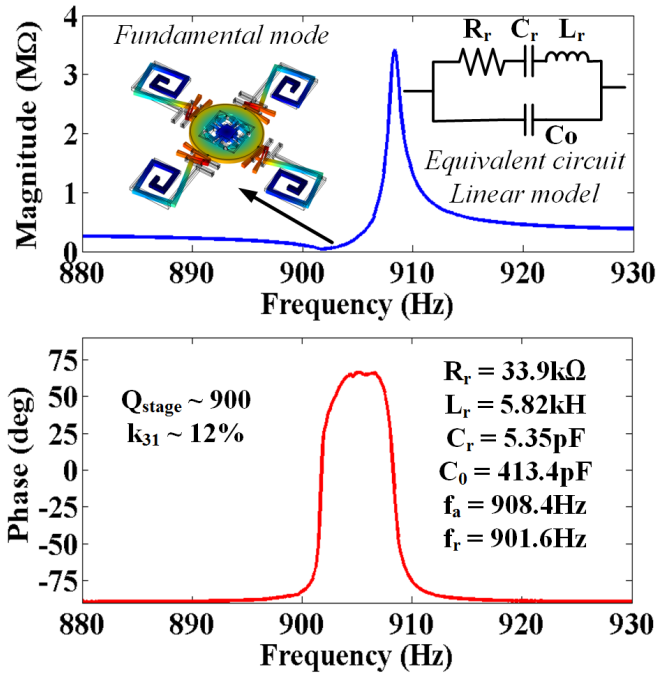 Fundamental mode
Rr Cr Lr
Co
Equivalent circuit
Linear model
Magnitude (MΩ)
4
3
2
1
0
880 890 900 910 920 930
Frequency (Hz)
Qstage ~ 900
k31 ~ 12%
Rr = 33.9kΩ
Lr = 5.82kH
Cr = 5.35pF
C0 = 413.4pF
fa = 908.4Hz
fr = 901.6Hz
Phase (deg)
75
50
25
0
-25
-50
-75
880 890 900 910 920 930
Frequency (Hz)